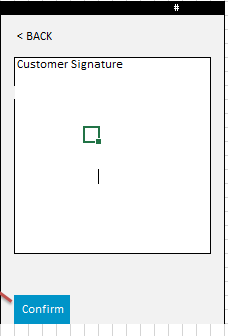 #
< BACK
Customer Signature
Confirm